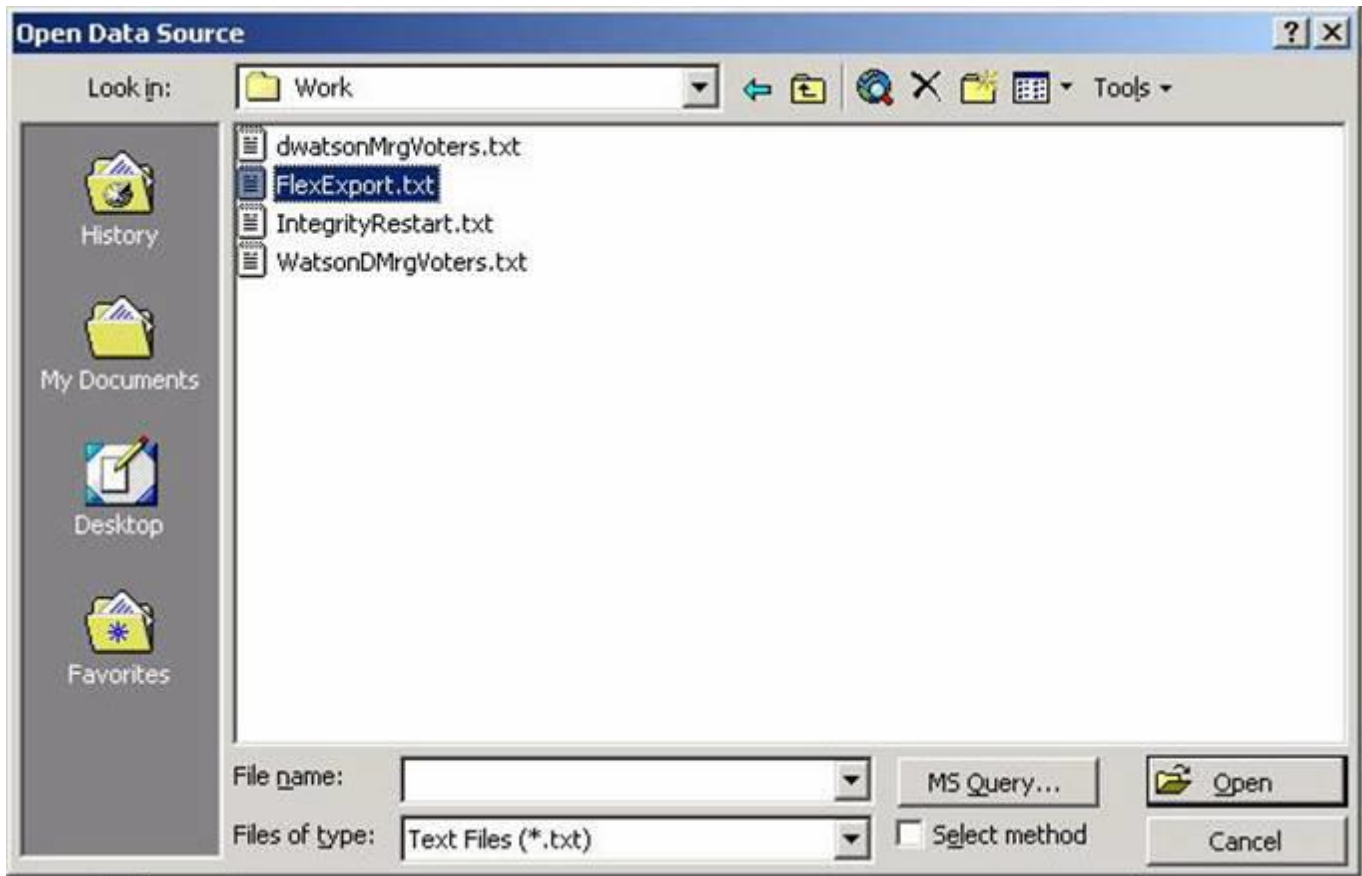 Open Data Source
Look in:
Work
Tools
dwatsonMrgVoters.txt
FlexExport.txt
IntegrityRestart.txt
WatsonDMrgVoters.txt
History
My Documents
Desktop
Favorites
File name:
MS Query...
Open
Files of type:
Text Files (*.txt)
Select method
Cancel